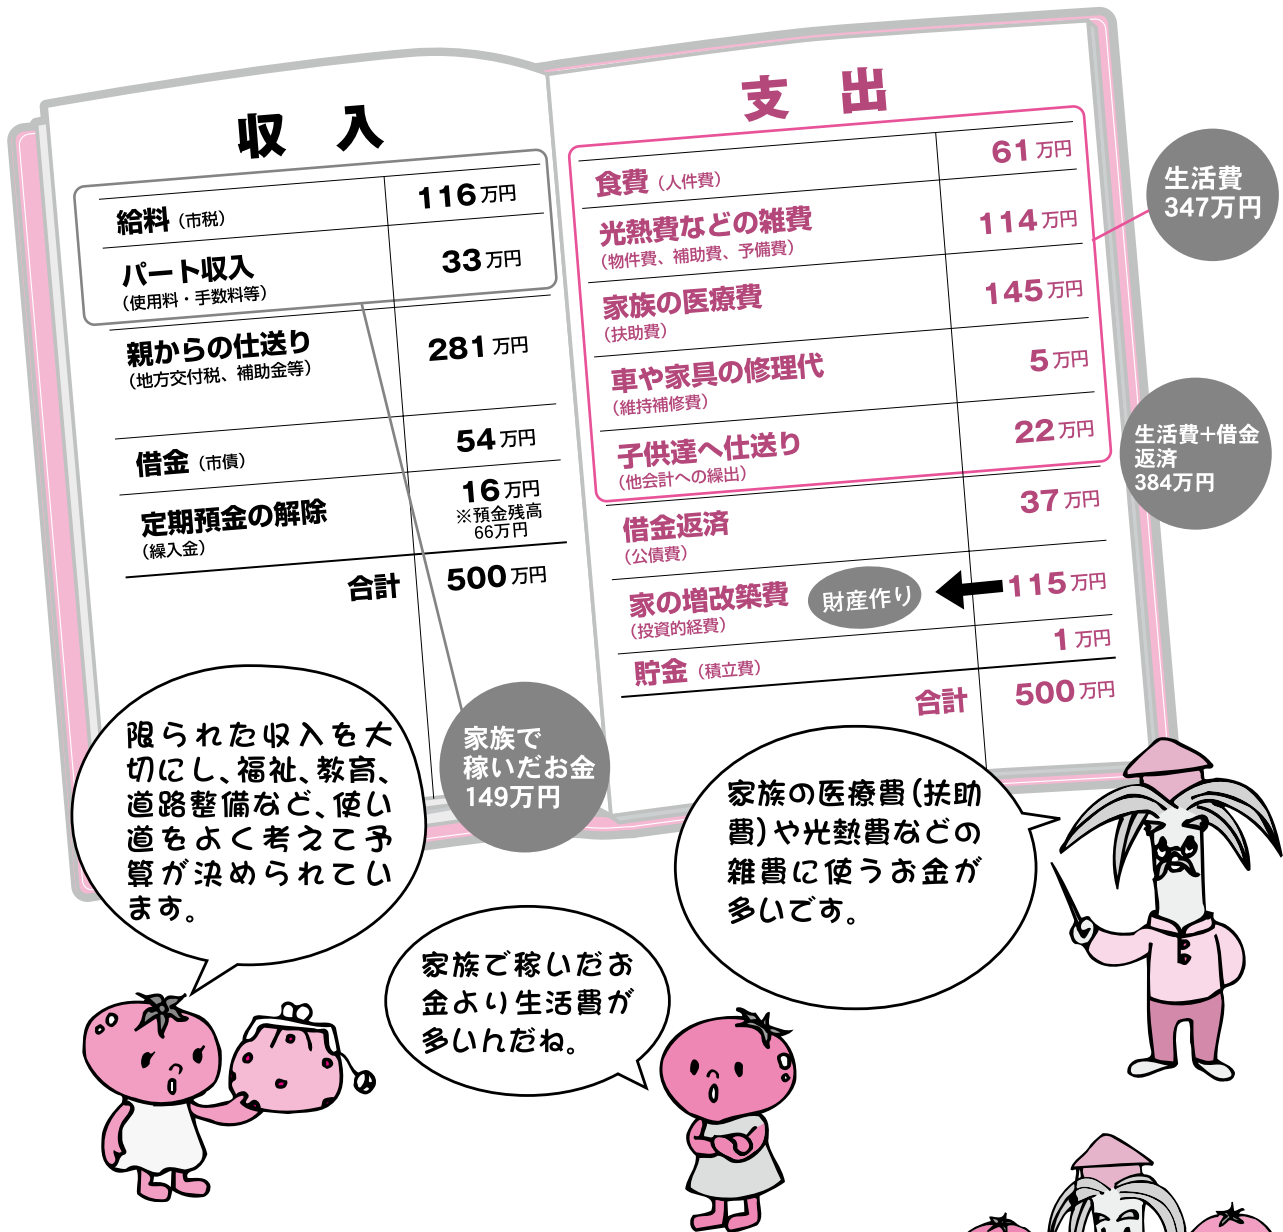 収入
給料（市税）
116万円
パート収入
（使用料・手数料等）
33万円
親からの仕送り
（地方交付税、補助金等）
281万円
借金（市債）
54万円
定期預金の解除
（繰入金）
16万円
※預金残高
66万円
合計
500万円
家族で
稼いだお金
149万円
支出
食費（人件費）
61万円
光熱費などの雑費
（物件費、補助費、予備費）
114万円
家族の医療費
（扶助費）
145万円
車や家具の修理代
（維持補修費）
5万円
子供達へ仕送り
（他会計への繰出）
22万円
借金返済
（公債費）
37万円
家の増改築費
（投資的経費）
財産作り
115万円
貯金（積立費）
1万円
合計
500万円
生活費
347万円
生活費+借金
返済
384万円
限られた収入を大
切にし、福祉、教育、
道路整備など、使い
道をよく考えて予
算が決められてい
ます。
家族で稼いだお
金より生活費が
多いんだね。
家族の医療費（扶助
費）や光熱費などの
雑費に使うお金が
多いです。